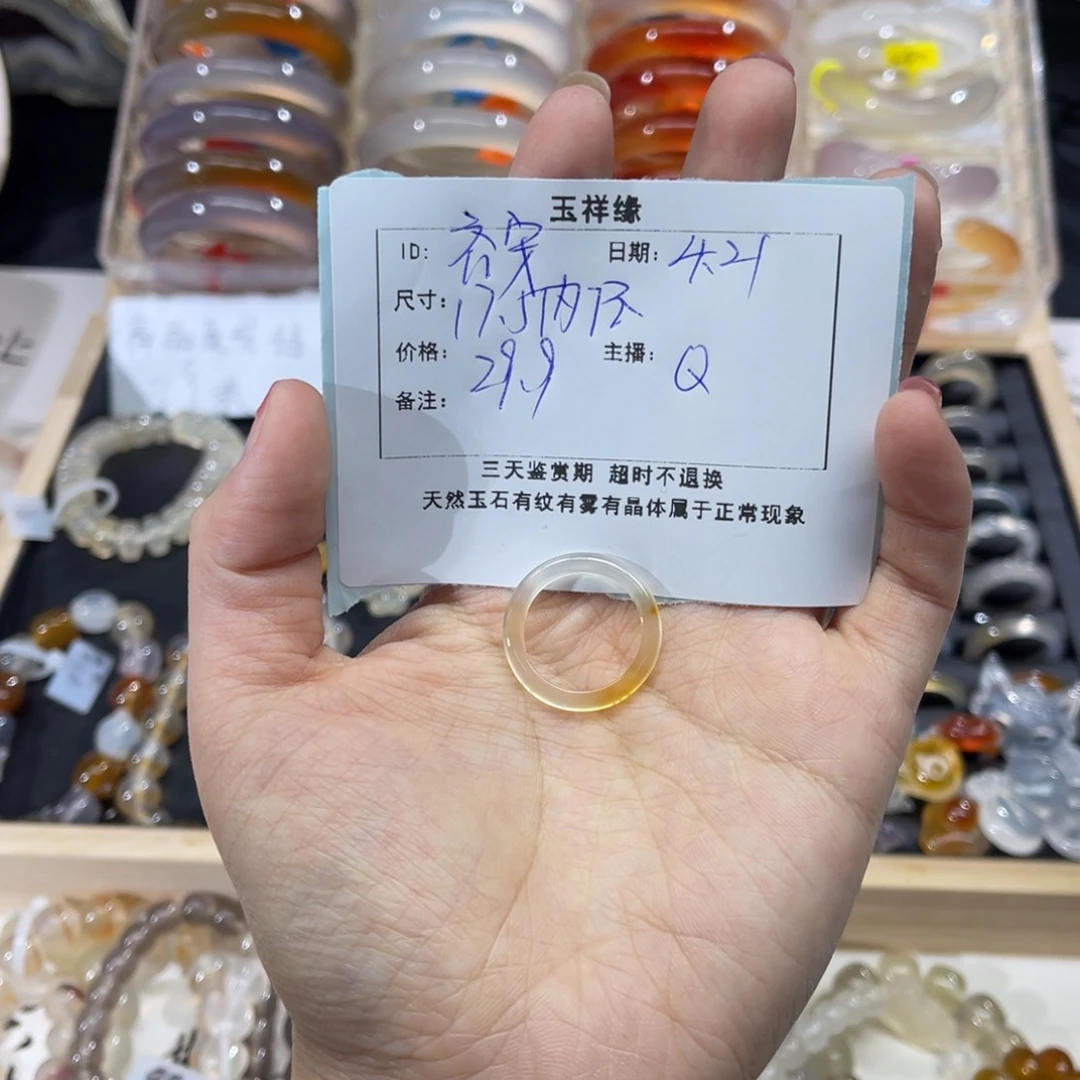 玉祥缘
ID: 客宋 日期: 4.21
尺寸: 17.5内径
价格: 29.9 主播: Q
备注:
三天鉴赏期 超时不退换
天然玉石有纹有雾有晶体属于正常现象